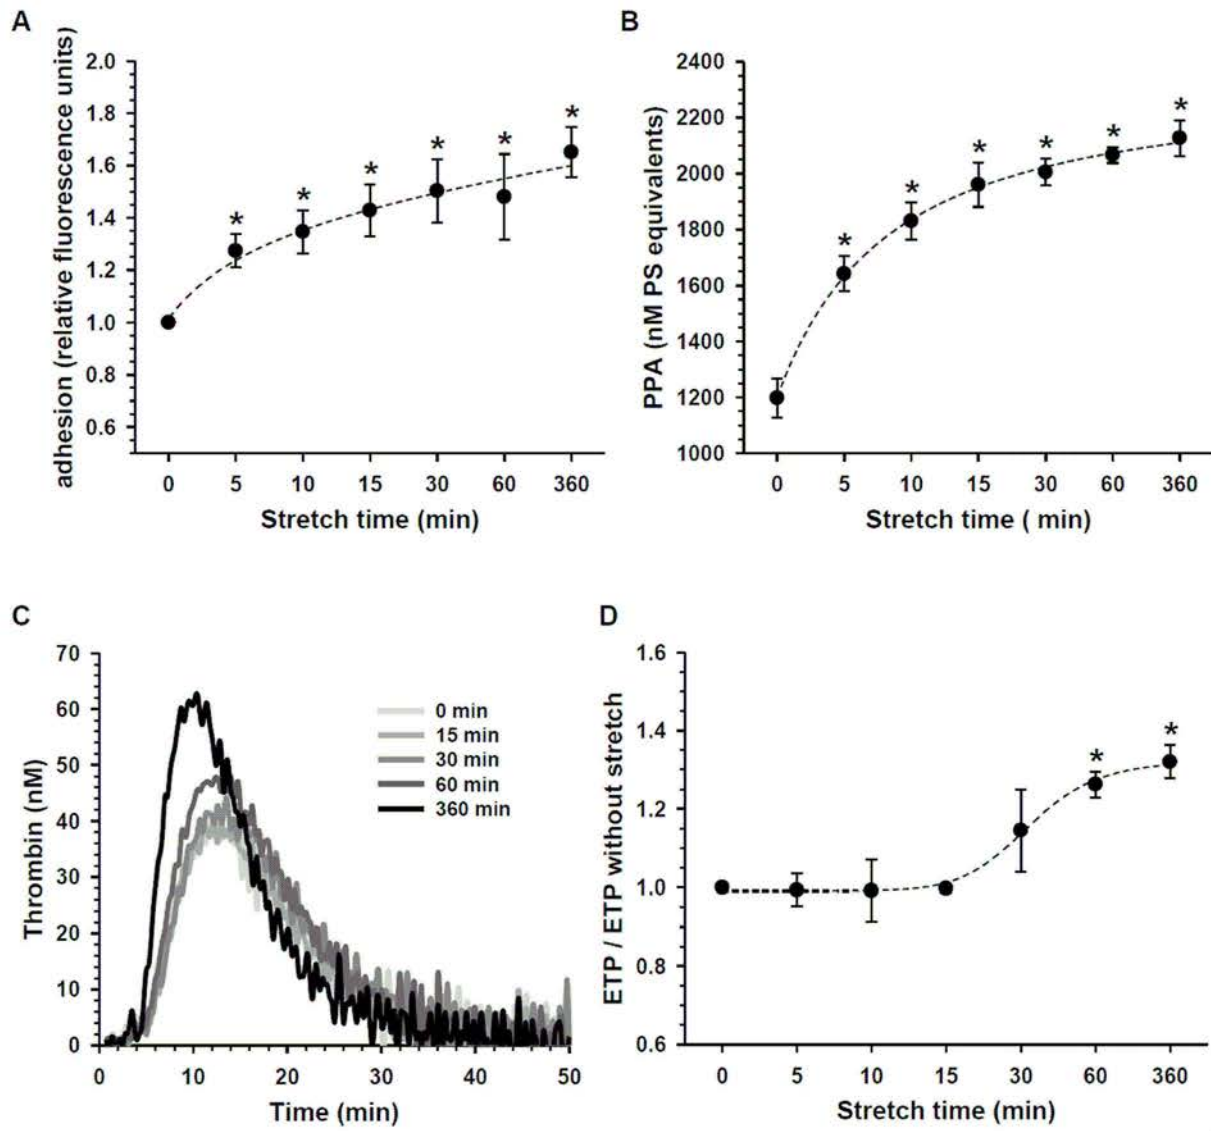 A
adhesion (relative fluorescence units)
2.0
1.8
1.6
1.4
1.2
1.0
0.8
0.6
* * * * * *
0 5 10 15 30 60 360
Stretch time (min)
B
PPA (nM PS equivalents)
2400
2200
2000
1800
1600
1400
1200
1000
* * * * * *
0 5 10 15 30 60 360
Stretch time ( min)
C
Thrombin (nM)
70
60
50
40
30
20
10
0
0 min
15 min
30 min
60 min
360 min
0 10 20 30 40 50
Time (min)
D
ETP / ETP without stretch
1.6
1.4
1.2
1.0
0.8
0.6
* *
0 5 10 15 30 60 360
Stretch time (min)